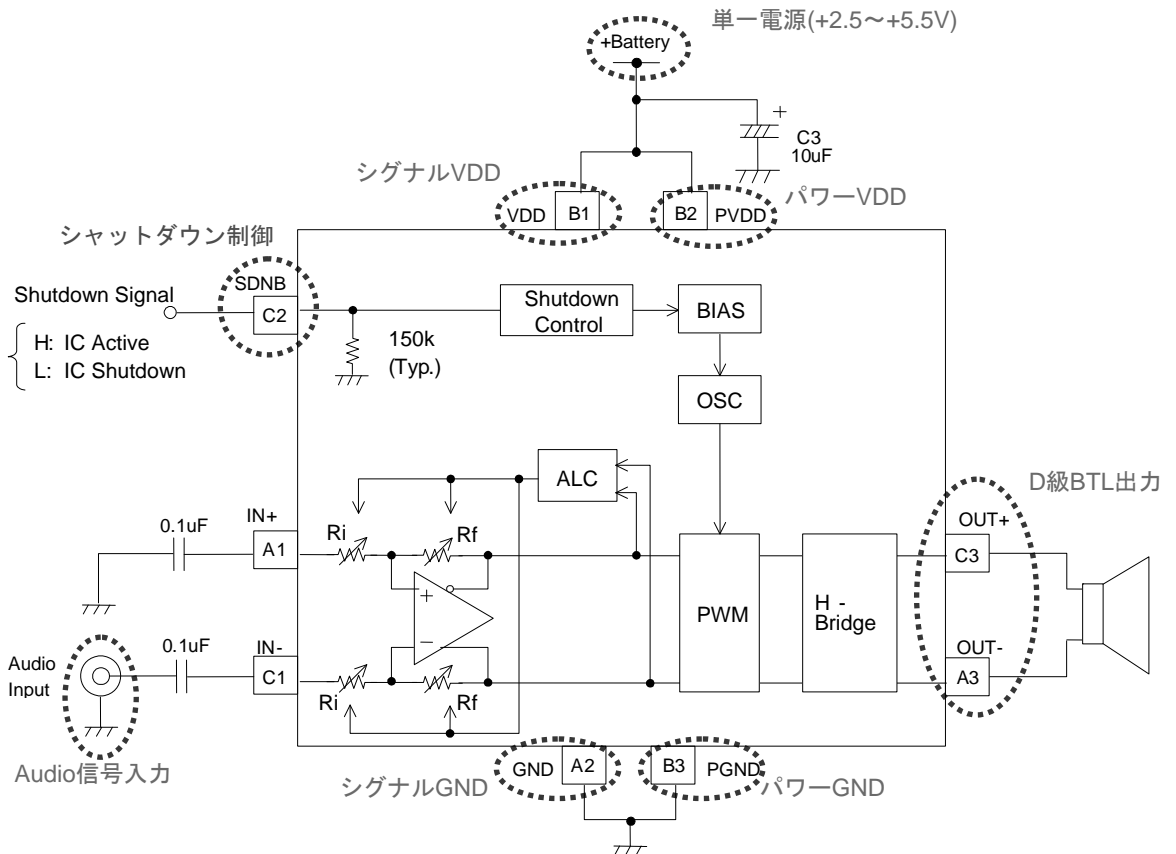 単一電源(+2.5～+5.5V)
+Battery
+
C3
10uF
シグナルVDD
パワーVDD
VDD
B1
B2
PVDD
シャットダウン制御
SDNB
Shutdown Signal
C2
H: IC Active
L: IC Shutdown
150k
(Typ.)
Shutdown
Control
BIAS
OSC
ALC
D級BTL出力
0.1uF
IN+
A1
Ri
Rf
OUT+
C3
+
−
PWM
H -
Bridge
0.1uF
IN-
Audio
Input
C1
Ri
Rf
OUT-
A3
Audio信号入力
シグナルGND
GND
A2
B3
PGND
パワーGND